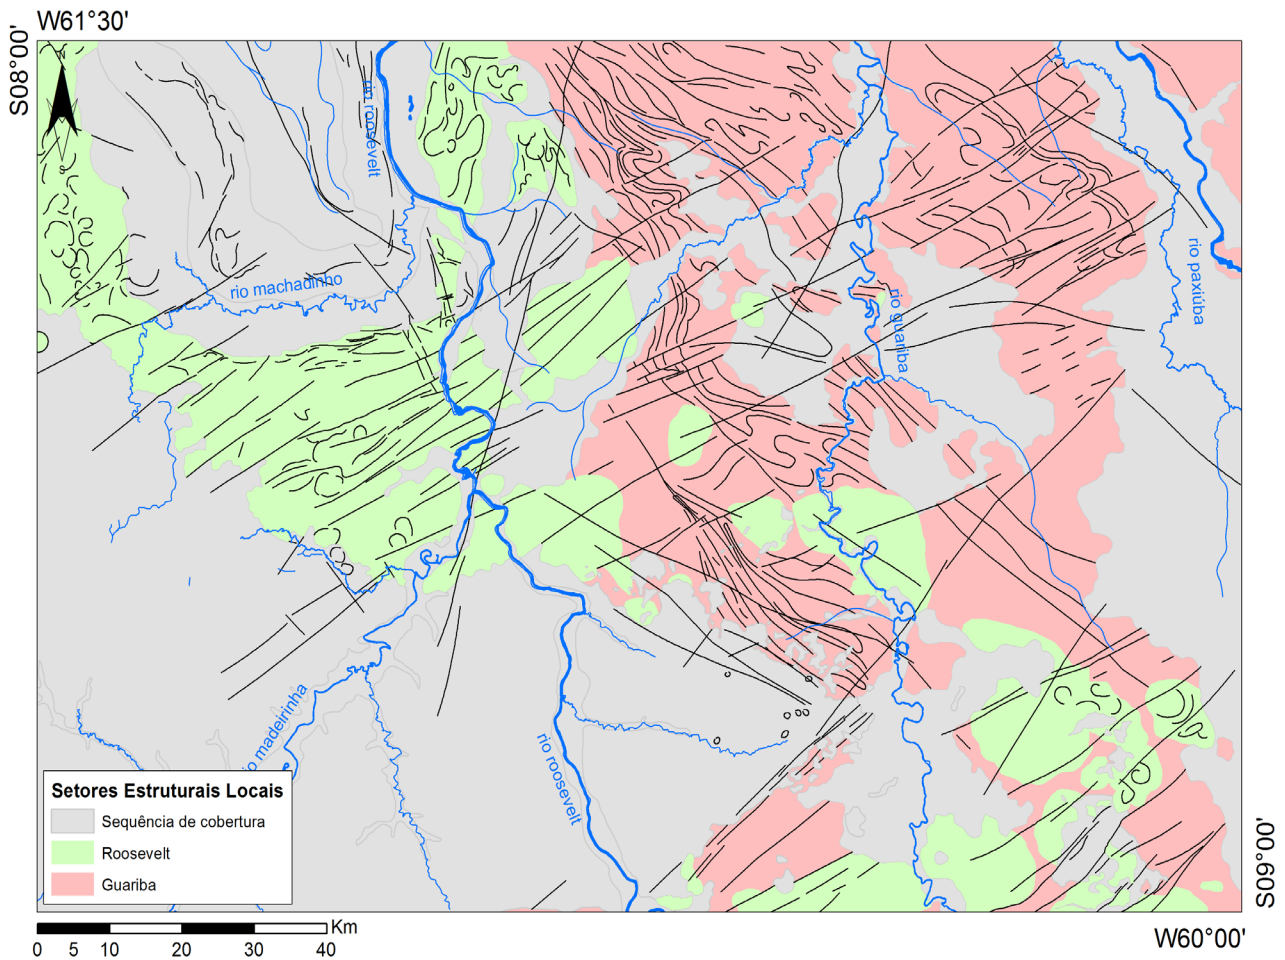 W61°30'
S08°00'
N
S
rio roosevelt
rio machadinho
rio guariba
rio paxiúba
io madeirinha
rio roosevelt
Setores Estruturais Locais
Sequência de cobertura
Roosevelt
Guariba
S09°00'
W60°00'
Km
0 5 10 20 30 40